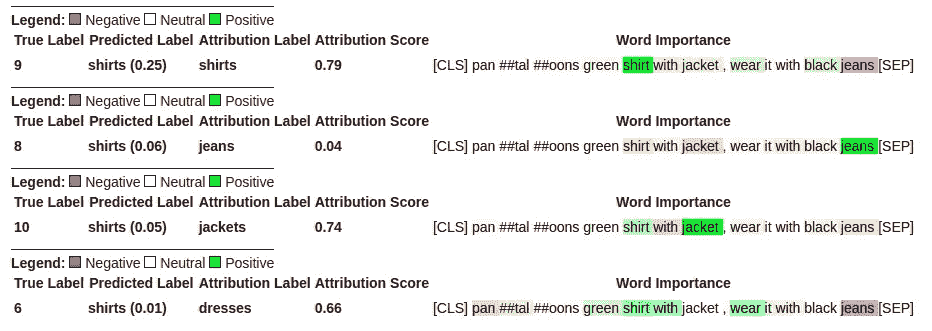 Legend: Negative Neutral Positive
True Label Predicted Label Attribution Label Attribution Score Word Importance
9 shirts (0.25) shirts 0.79 [CLS] pan ##tal ##oons green shirt with jacket , wear it with black jeans [SEP]
Legend: Negative Neutral Positive
True Label Predicted Label Attribution Label Attribution Score Word Importance
8 shirts (0.06) jeans 0.04 [CLS] pan ##tal ##oons green shirt with jacket , wear it with black jeans [SEP]
Legend: Negative Neutral Positive
True Label Predicted Label Attribution Label Attribution Score Word Importance
10 shirts (0.05) jackets 0.74 [CLS] pan ##tal ##oons green shirt with jacket , wear it with black jeans [SEP]
Legend: Negative Neutral Positive
True Label Predicted Label Attribution Label Attribution Score Word Importance
6 shirts (0.01) dresses 0.66 [CLS] pan ##tal ##oons green shirt with jacket , wear it with black jeans [SEP]